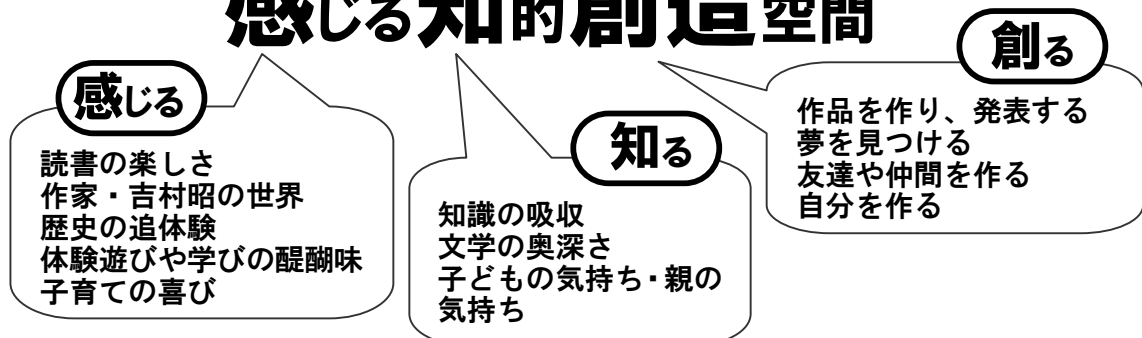 感じる知的創造空間
感じる
読書の楽しさ
作家・吉村昭の世界
歴史の追体験
体験遊びや学びの醍醐味
子育ての喜び
知る
知識の吸収
文学の奥深さ
子どもの気持ち・親の
気持ち
創る
作品を作り、発表する
夢を見つける
友達や仲間を作る
自分を作る